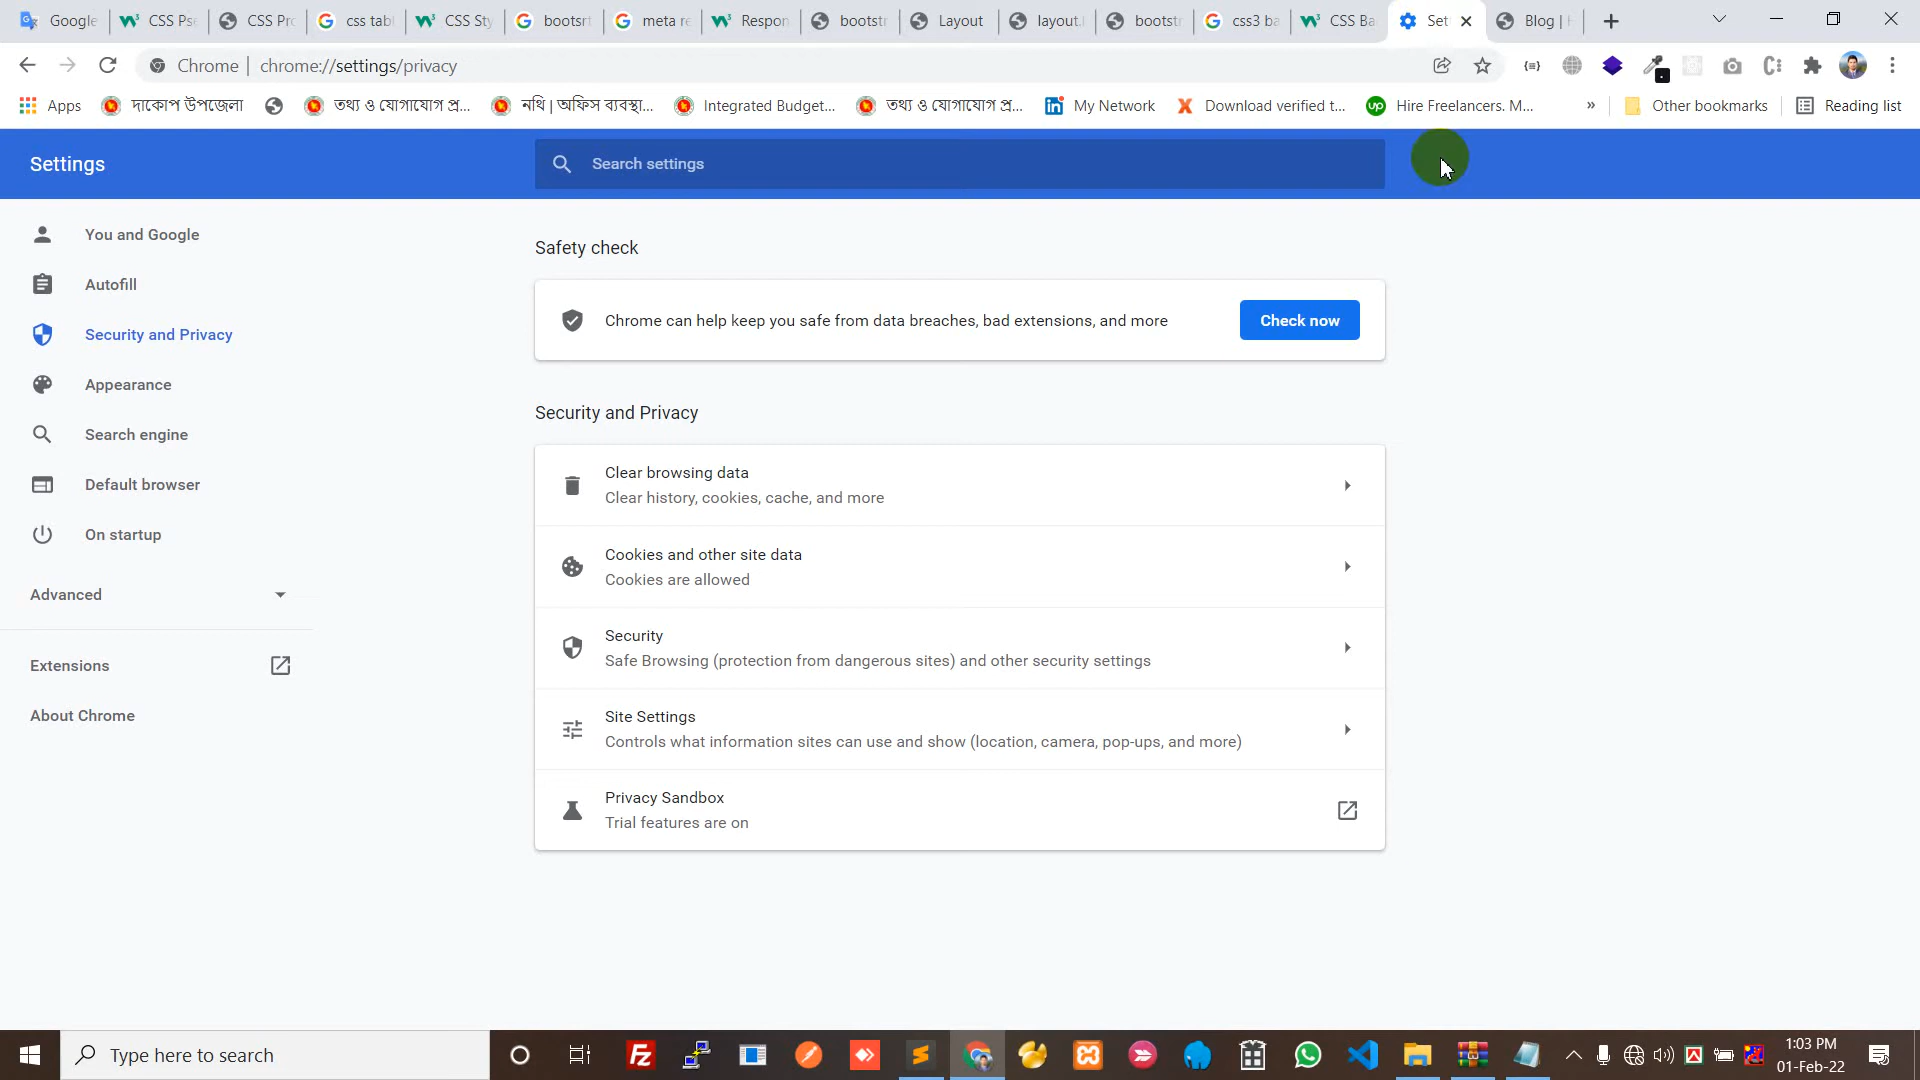 Google CSS Pse CSS Pro css tabl CSS Sty bootsrt meta re Respon bootstr Layout layout. bootstr css3 ba CSS Ba Set Blog |
Chrome | chrome://settings/privacy
Apps দাকোপ উপজেলা তথ্য ও যোগাযোগ প্র... নথি | অফিস ব্যবস্থা... Integrated Budget... তথ্য ও যোগাযোগ প্র... My Network Download verified t... Hire Freelancers. M... » Other bookmarks Reading list
Settings
Search settings
You and Google
Autofill
Security and Privacy
Appearance
Search engine
Default browser
On startup
Advanced
Extensions
About Chrome
Safety check
Chrome can help keep you safe from data breaches, bad extensions, and more
Check now
Security and Privacy
Clear browsing data
Clear history, cookies, cache, and more
Cookies and other site data
Cookies are allowed
Security
Safe Browsing (protection from dangerous sites) and other security settings
Site Settings
Controls what information sites can use and show (location, camera, pop-ups, and more)
Privacy Sandbox
Trial features are on
Type here to search
1:03 PM
01-Feb-22